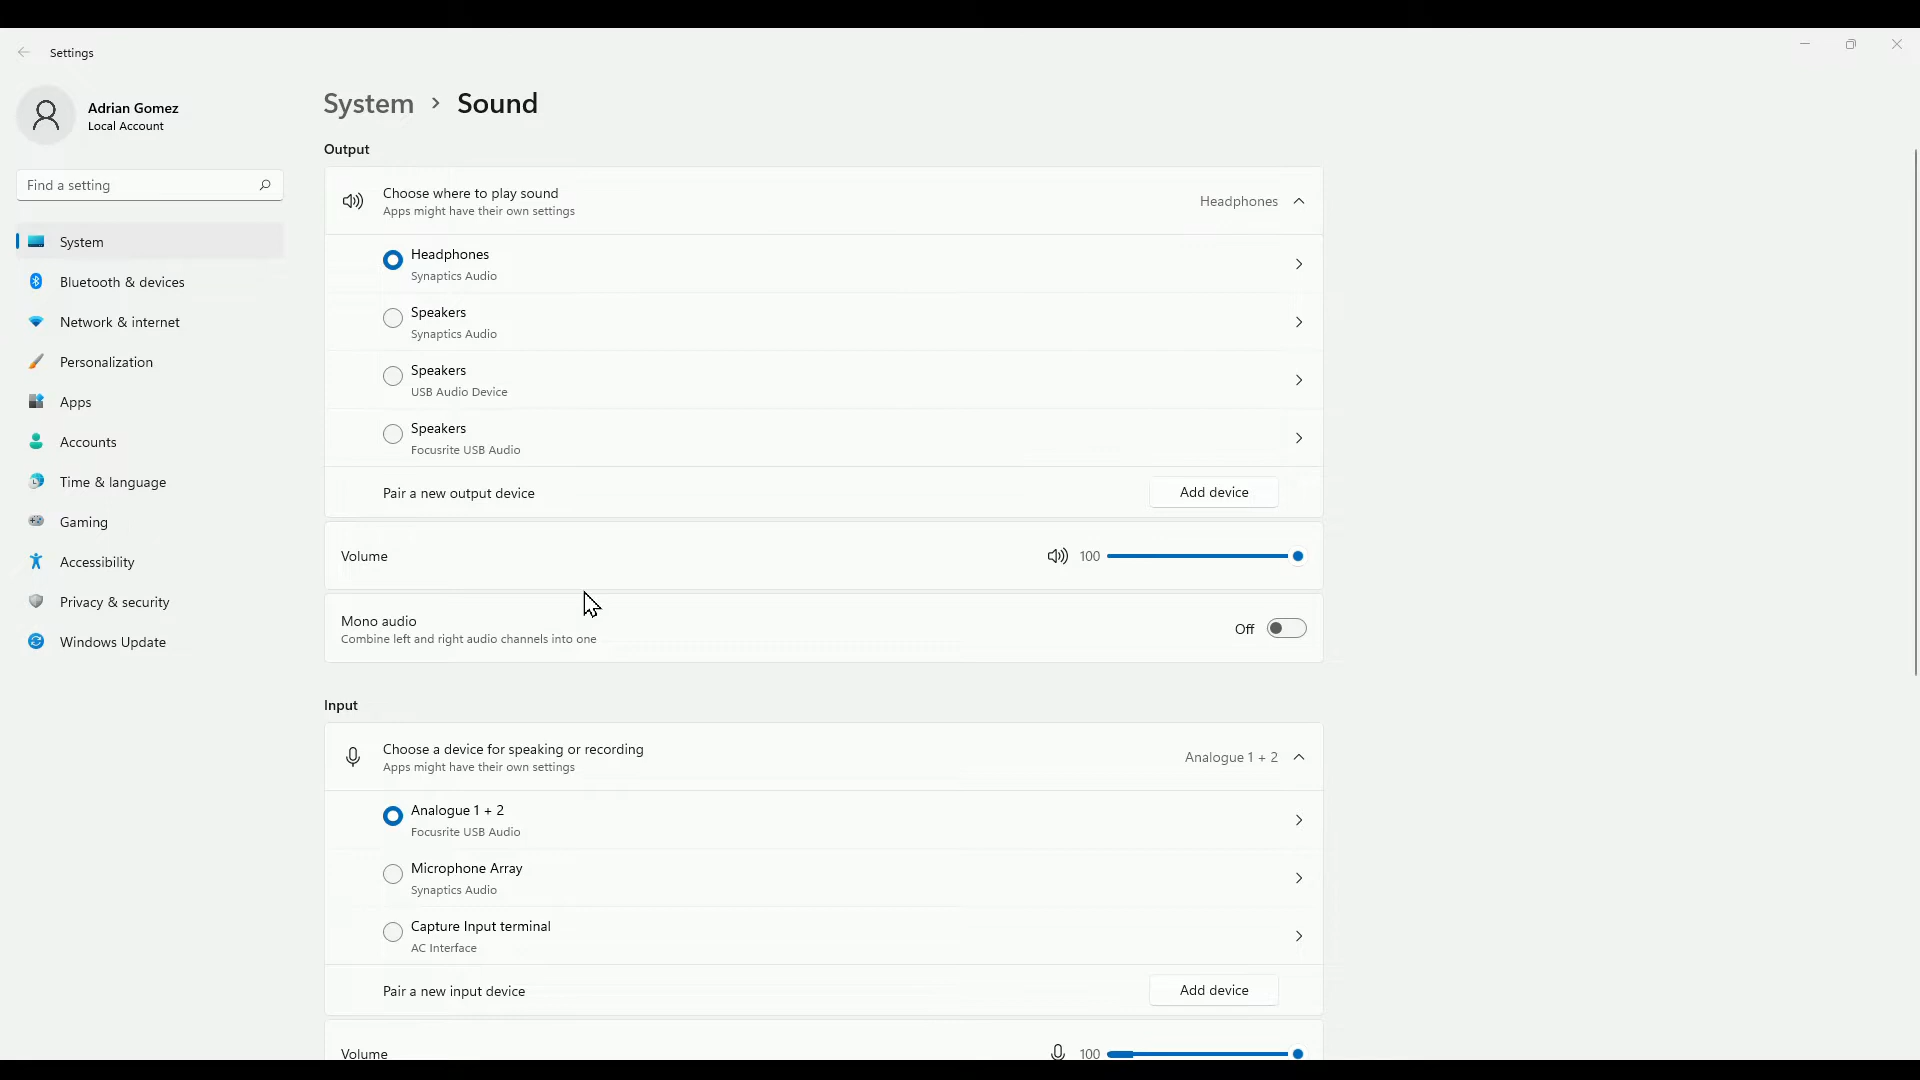 Settings
Adrian Gomez
Local Account
Find a setting
System
Bluetooth & devices
Network & internet
Personalization
Apps
Accounts
Time & language
Gaming
Accessibility
Privacy & security
Windows Update
System > Sound
Output
Choose where to play sound
Apps might have their own settings
Headphones
Headphones
Synaptics Audio
Speakers
Synaptics Audio
Speakers
USB Audio Device
Speakers
Focusrite USB Audio
Pair a new output device
Add device
Volume
100
Mono audio
Combine left and right audio channels into one
Off
Input
Choose a device for speaking or recording
Apps might have their own settings
Analogue 1 + 2
Analogue 1 + 2
Focusrite USB Audio
Microphone Array
Synaptics Audio
Capture Input terminal
AC Interface
Pair a new input device
Add device
Volume
100